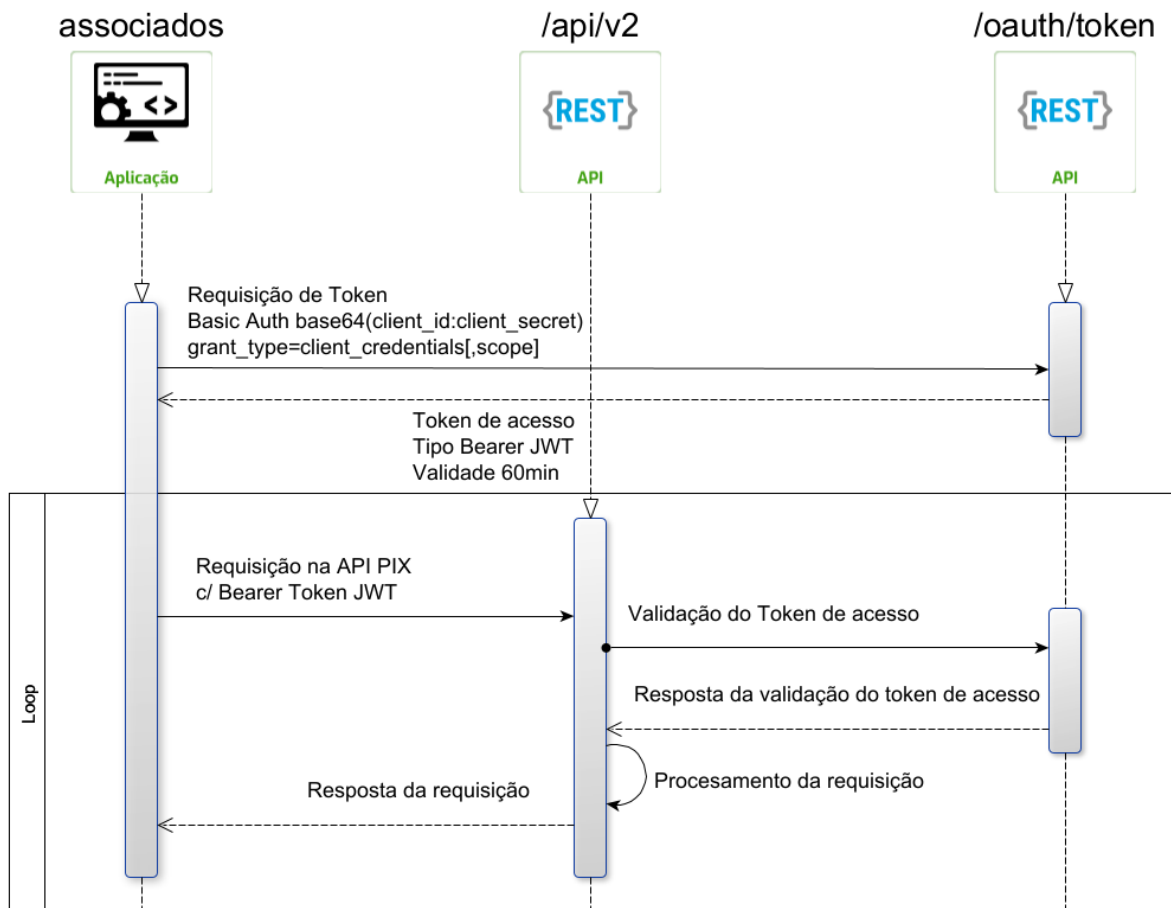 associados
/api/v2
/oauth/token
{REST}
{REST}
Aplicação
API
API
Requisição de Token
Basic Auth base64(client_id:client_secret)
grant_type=client_credentials[,scope]
Token de acesso
Tipo Bearer JWT
Validade 60min
Loop
Requisição na API PIX
c/ Bearer Token JWT
Validação do Token de acesso
Resposta da validação do token de acesso
Procesamento da requisição
Resposta da requisição